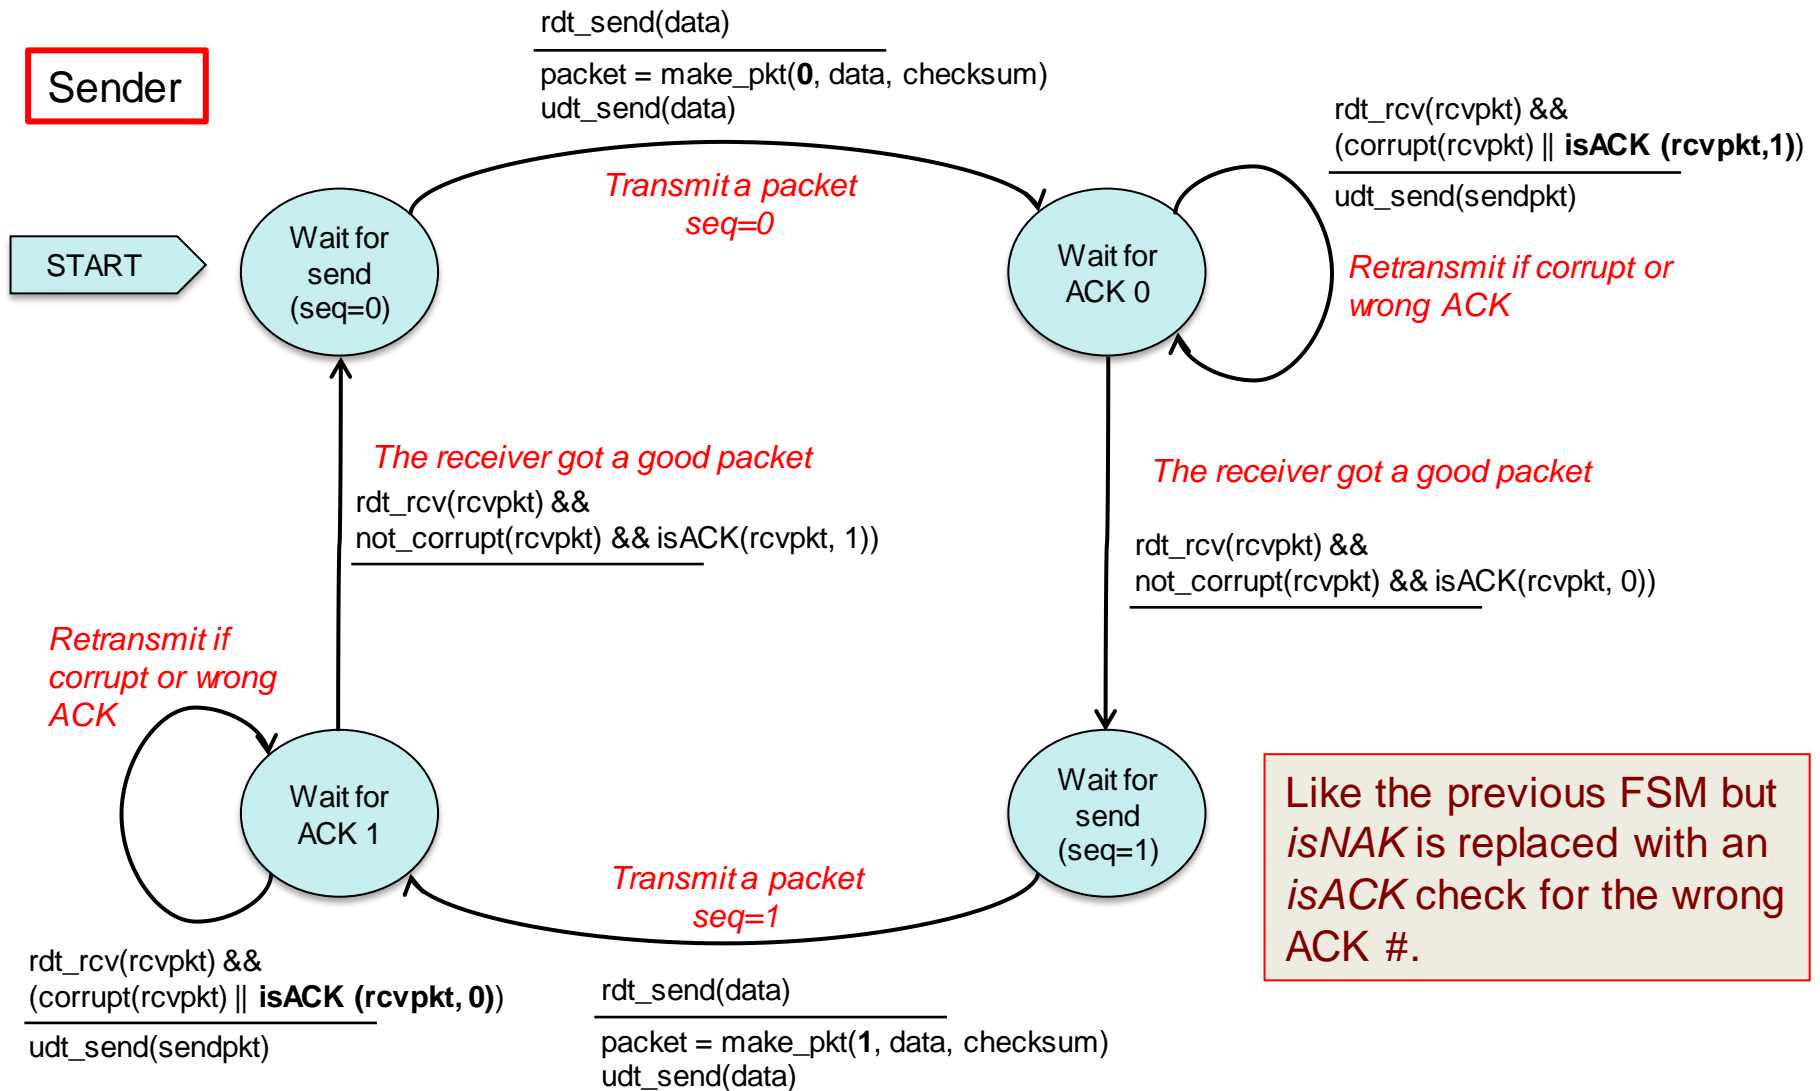 Sender
rdt_send(data)
packet = make_pkt(0, data, checksum)
udt_send(data)
rdt_rcv(rcvpkt) &&
(corrupt(rcvpkt) || isACK (rcvpkt,1))
udt_send(sendpkt)
Transmit a packet
seq=0
START
Wait for
send
(seq=0)
Wait for
ACK 0
Retransmit if corrupt or
wrong ACK
The receiver got a good packet
rdt_rcv(rcvpkt) &&
not_corrupt(rcvpkt) && isACK(rcvpkt, 1))
The receiver got a good packet
rdt_rcv(rcvpkt) &&
not_corrupt(rcvpkt) && isACK(rcvpkt, 0))
Retransmit if
corrupt or wrong
ACK
Wait for
ACK 1
Wait for
send
(seq=1)
Transmit a packet
seq=1
Like the previous FSM but
isNAK is replaced with an
isACK check for the wrong
ACK #.
rdt_rcv(rcvpkt) &&
(corrupt(rcvpkt) || isACK (rcvpkt, 0))
udt_send(sendpkt)
rdt_send(data)
packet = make_pkt(1, data, checksum)
udt_send(data)